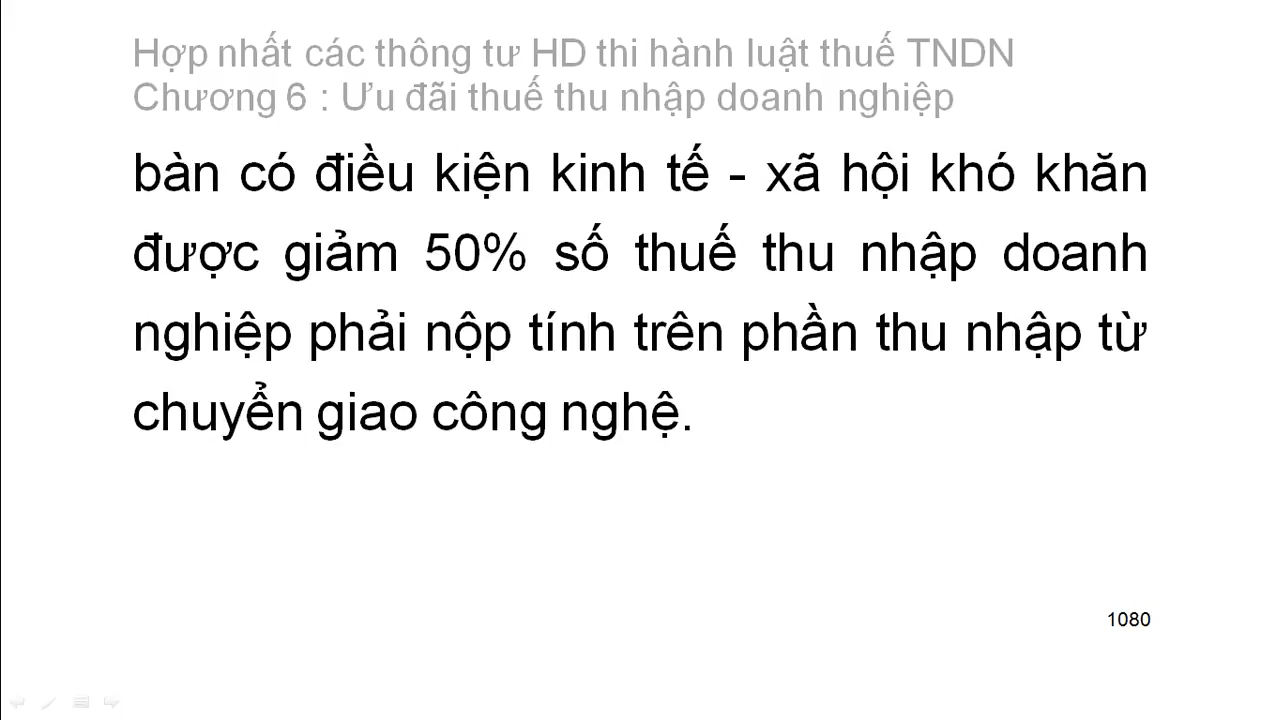 Hợp nhất các thông tư HD thi hành luật thuế TNDN
Chương 6 : Ưu đãi thuế thu nhập doanh nghiệp
bàn có điều kiện kinh tế - xã hội khó khăn
được giảm 50% số thuế thu nhập doanh
nghiệp phải nộp tính trên phần thu nhập từ
chuyển giao công nghệ.
1080